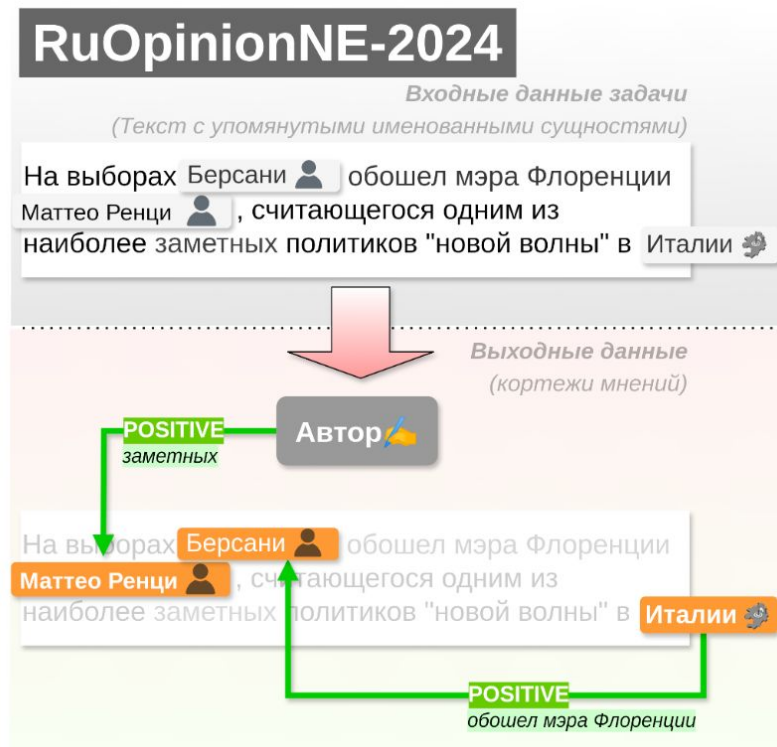 RuOpinionNE-2024
Входные данные задачи
(Текст с упомянутыми именованными сущностями)
На выборах Берсани обошел мэра Флоренции
Маттео Ренци , считающегося одним из
наиболее заметных политиков "новой волны" в Италии
Выходные данные
(кортежи мнений)
POSITIVE
заметных
Автор
На выборах Берсани обошел мэра Флоренции
Маттео Ренци , считающегося одним из
наиболее заметных политиков "новой волны" в Италии
POSITIVE
обошел мэра Флоренции